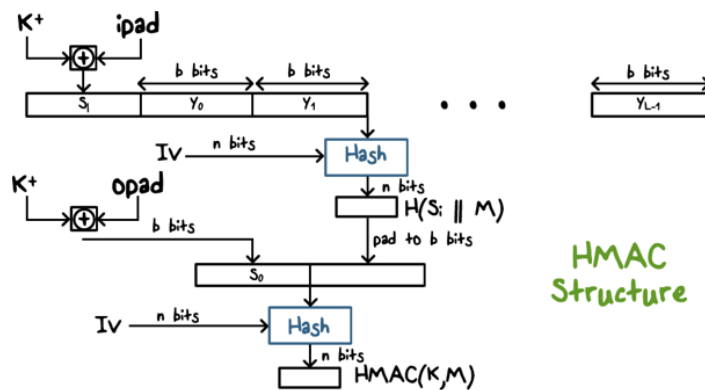 K+ ipad
b bits b bits b bits
Si Y0 Y1 • • • YL-1
IV n bits Hash
n bits
K+ opad H(Si || M)
b bits pad to b bits
S0
HMAC
Structure
IV n bits Hash
n bits
HMAC(K,M)